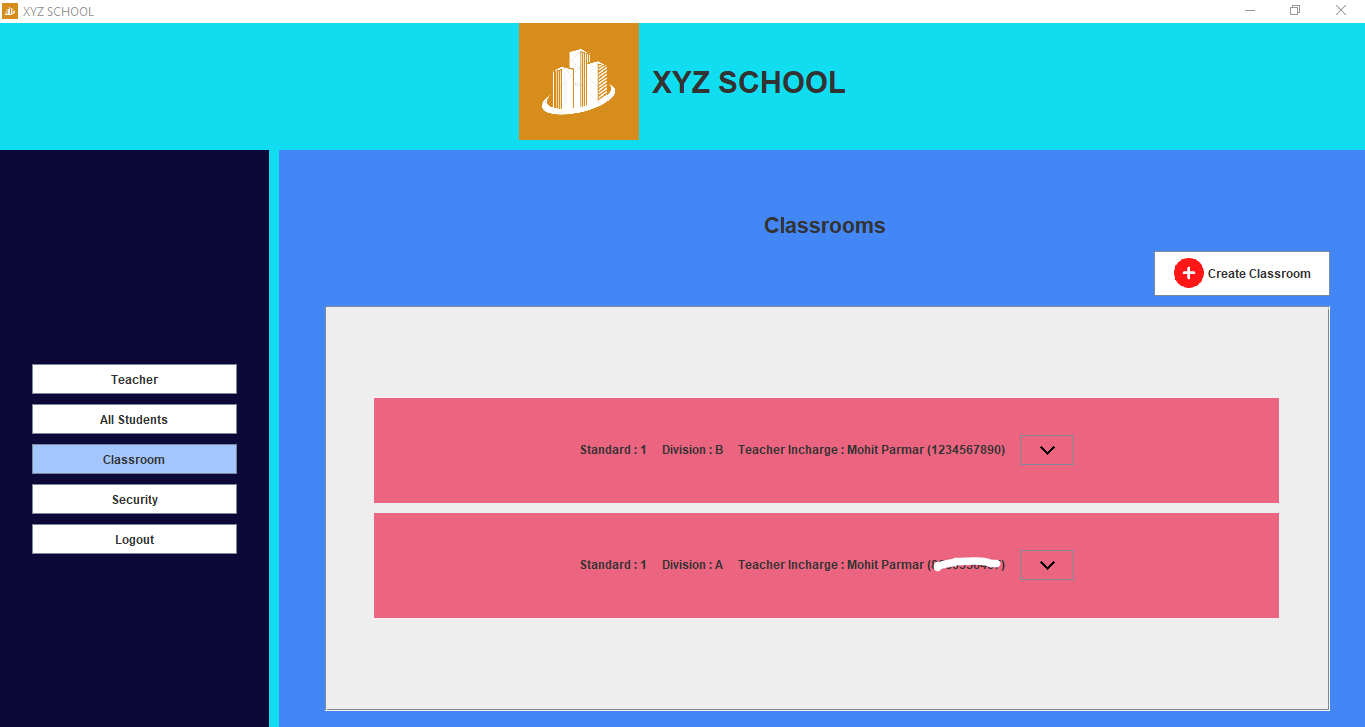 XYZ SCHOOL
XYZ SCHOOL
Classrooms
Create Classroom
Teacher
All Students
Classroom
Security
Logout
Standard : 1 Division : B Teacher Incharge : Mohit Parmar (1234567890)
Standard : 1 Division : A Teacher Incharge : Mohit Parmar